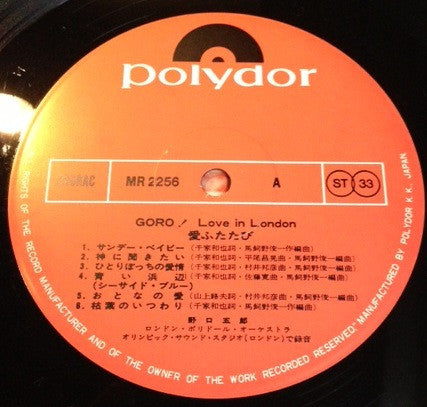 polydor
JASRAC MR 2256 A ST 33
GORO! Love in London
愛ふたたび
1. サンデー・ベイビー (千家和也詞・馬飼野俊一作編曲)
2. 神に聞きたい (千家和也詞・平尾昌晃曲・馬飼野俊一編曲)
3. ひとりぼっちの愛情 (千家和也詞・村井邦彦曲・馬飼野俊一編曲)
4. 青い浜辺 (千家和也詞・佐藤寛曲・馬飼野俊一編曲)
(シーサイド・ブルー)
5. おとなの愛 (山上路夫詞・村井邦彦曲・馬飼野俊一編曲)
6. 枯葉のいつわり (千家和也詞・馬飼野俊一作編曲)
野口五郎
ロンドン・ポリドール・オーケストラ
オリンピック・サウンド・スタジオ(ロンドン)で録音
RIGHTS OF THE RECORD MANUFACTURER AND OF THE OWNER OF THE WORK RECORDED RESERVED MANUFACTURED BY POLYDOR K.K. JAPAN